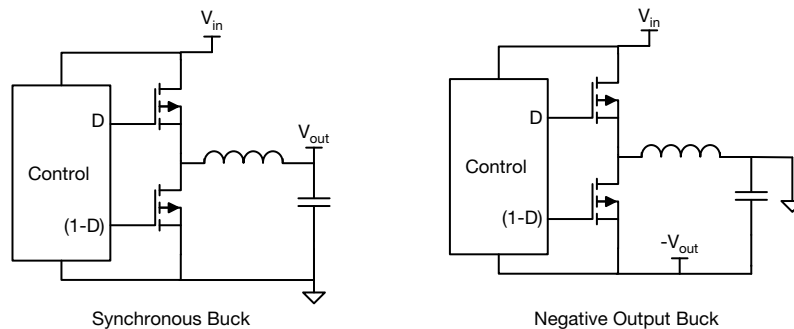 V_in
D
Control
(1-D)
V_out
Synchronous Buck
V_in
D
Control
(1-D)
-V_out
Negative Output Buck